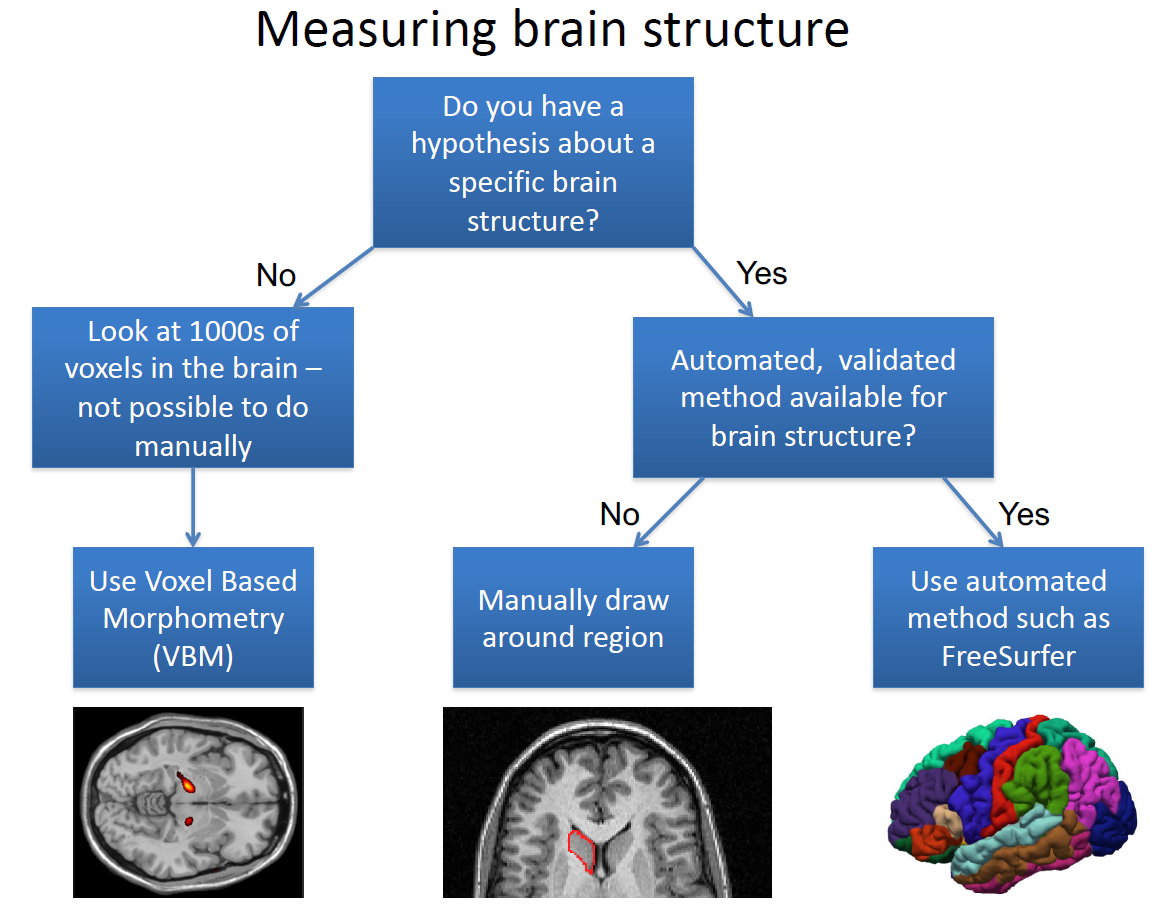 Measuring brain structure
Do you have a
hypothesis about a
specific brain
structure?
No
Yes
Look at 1000s of
voxels in the brain –
not possible to do
manually
Automated,  validated
method available for
brain structure?
No
Yes
Use Voxel Based
Morphometry
(VBM)
Manually draw
around region
Use automated
method such as
FreeSurfer